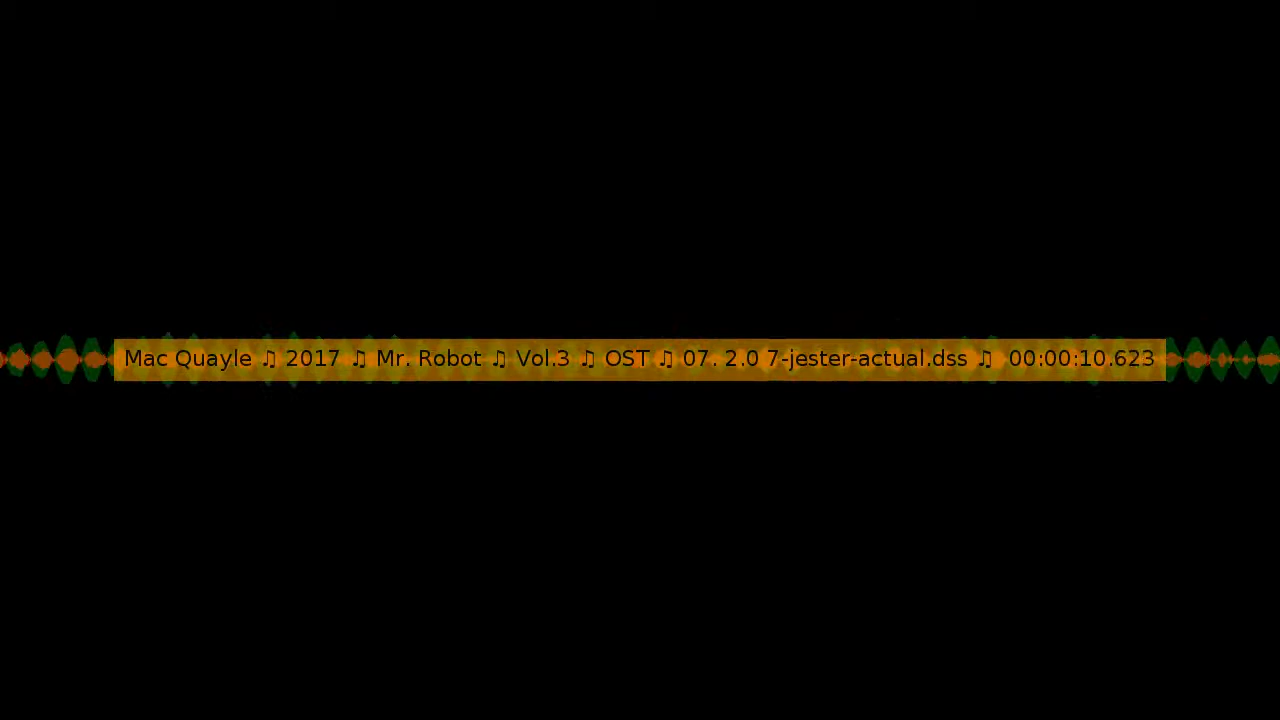 Mac Quayle ♫ 2017 ♫ Mr. Robot ♫ Vol.3 ♫ OST ♫ 07. 2.0 7-jester-actual.dss ♫ 00:00:10.623